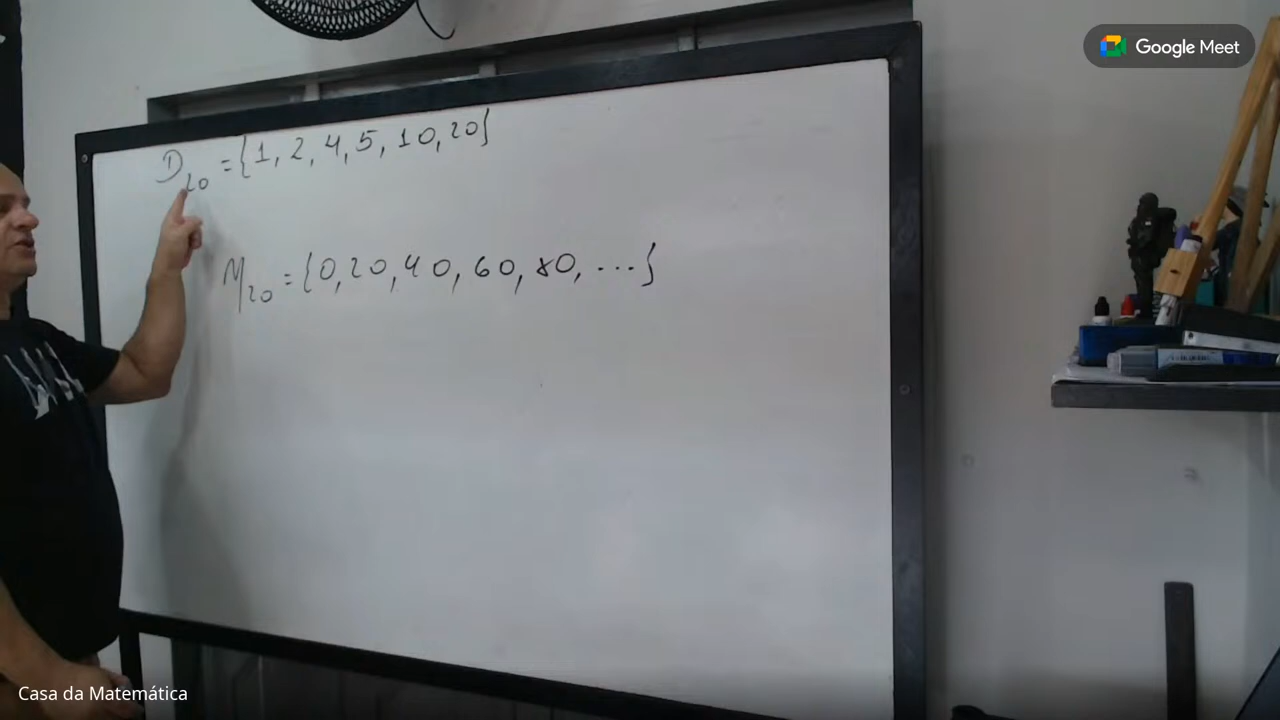 Google Meet
D₂₀ = {1, 2, 4, 5, 10, 20}
M₂₀ = {0, 20, 40, 60, 80, ...}
Casa da Matemática